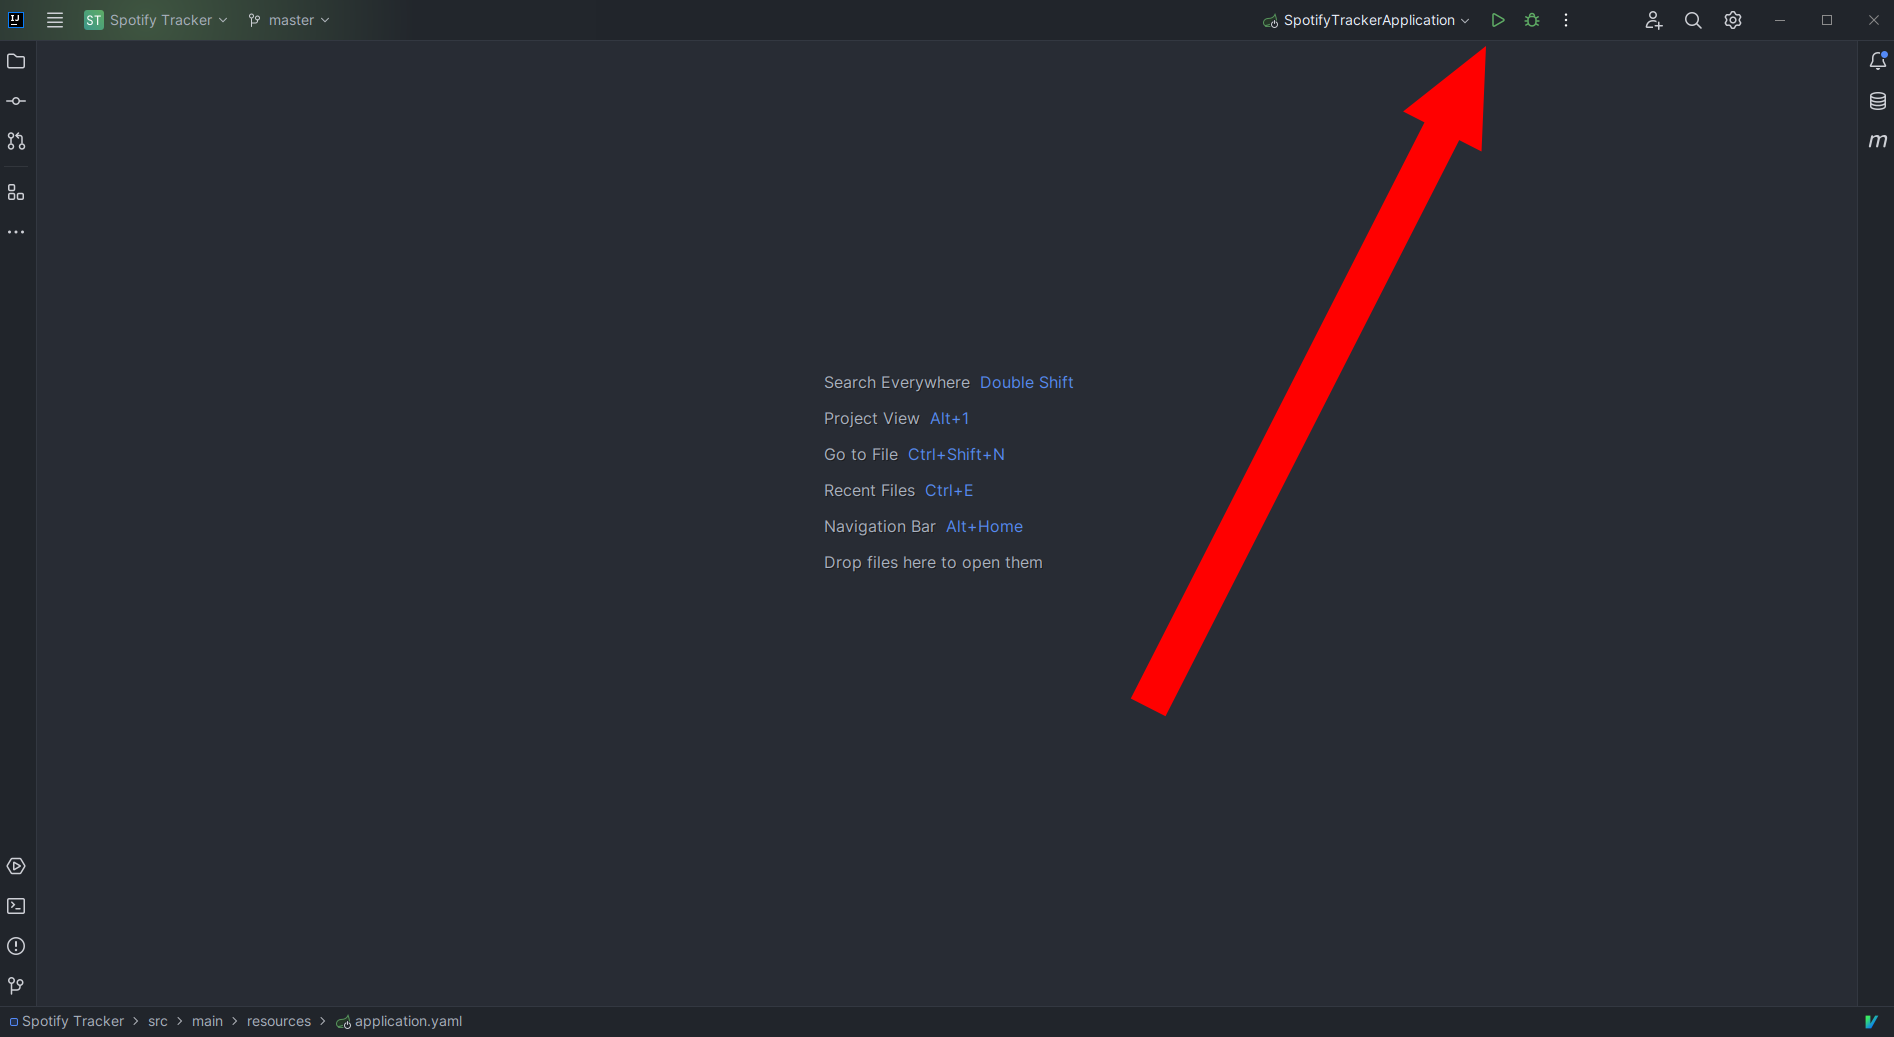 IJ
ST Spotify Tracker master SpotifyTrackerApplication
m
Search Everywhere Double Shift
Project View Alt+1
Go to File Ctrl+Shift+N
Recent Files Ctrl+E
Navigation Bar Alt+Home
Drop files here to open them
Spotify Tracker > src > main > resources > application.yaml